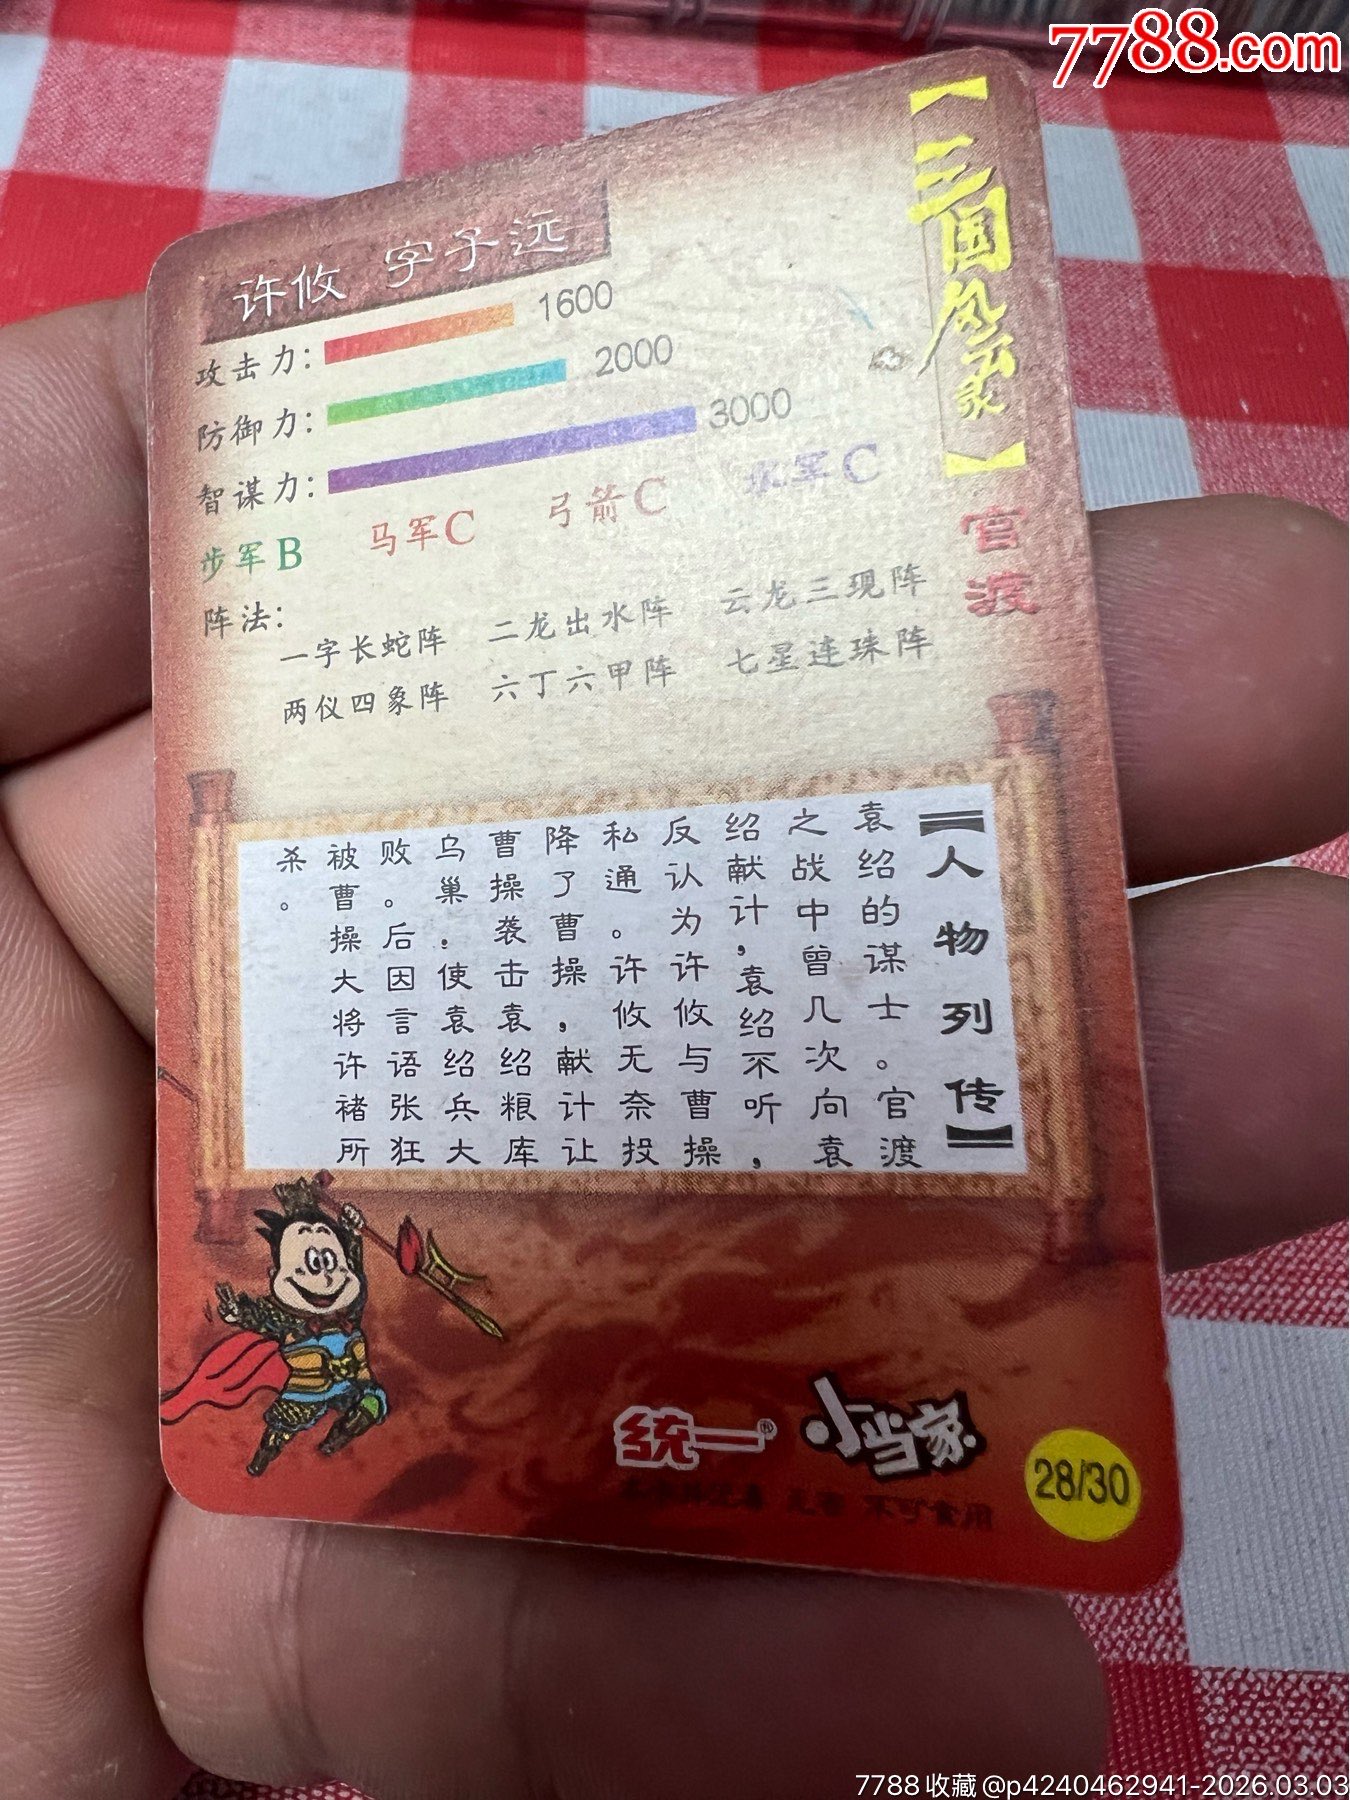 7788.com
【三国风云录】
官渡
许攸 字子远
攻击力: 1600
防御力: 2000
智谋力: 3000
步军B 马军C 弓箭C 水军C
阵法:
一字长蛇阵 二龙出水阵 云龙三现阵
两仪四象阵 六丁六甲阵 七星连珠阵
【人物列传】
袁绍的谋士。官渡
之战中曾几次向袁
绍献计,袁绍不听,
反认为许攸与曹操
私通。许攸无奈投
降了曹操,献计让
曹操袭击袁绍粮库
乌巢,使袁绍兵大
败。后因言语张狂
被曹操大将许褚所
杀。
统一® 小当家
不可食用
28/30
7788收藏@p4240462941-2026.03.03